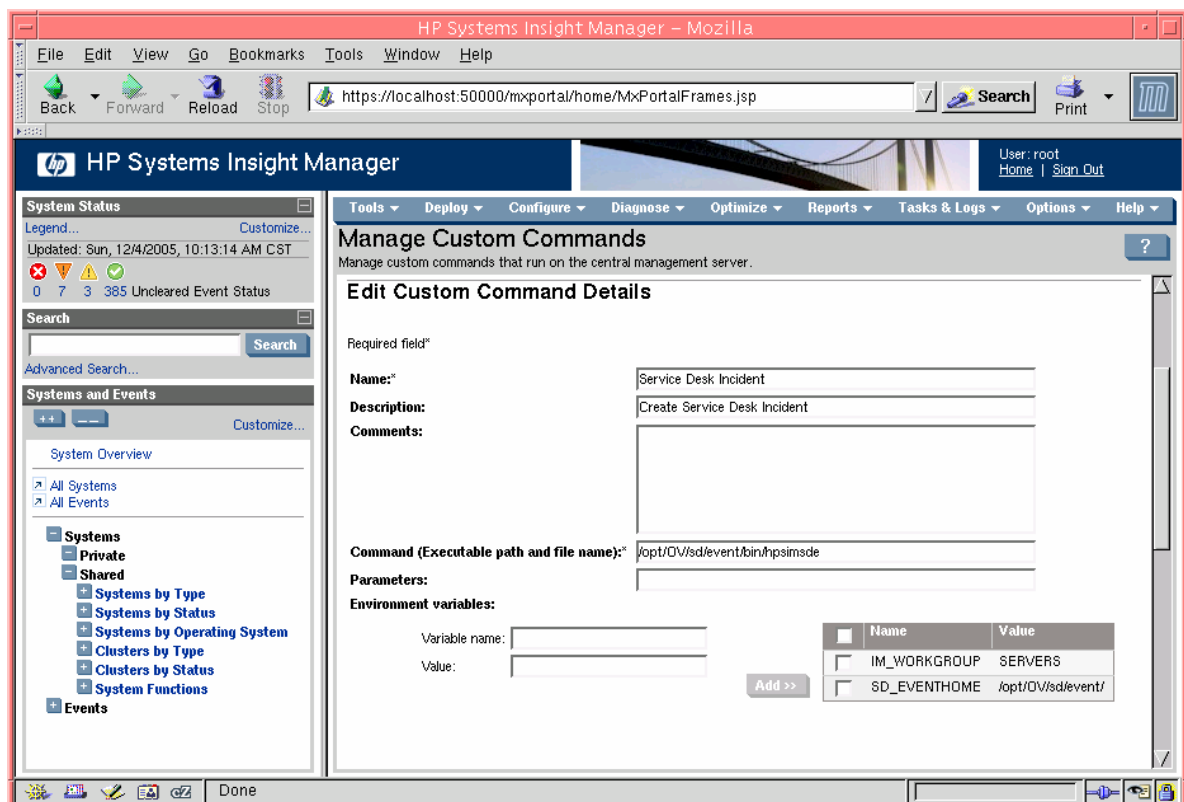 HP Systems Insight Manager – Mozilla
File Edit View Go Bookmarks Tools Window Help
Back Forward Reload Stop https://localhost:50000/mxportal/home/MxPortalFrames.jsp Search Print
hp HP Systems Insight Manager
User: root
Home | Sign Out
System Status
Legend... Customize...
Updated: Sun, 12/4/2005, 10:13:14 AM CST
0 7 3 385 Uncleared Event Status
Search
Search
Advanced Search...
Systems and Events
++ −− Customize...
System Overview
All Systems
All Events
Systems
Private
Shared
Systems by Type
Systems by Status
Systems by Operating System
Clusters by Type
Clusters by Status
System Functions
Events
Tools Deploy Configure Diagnose Optimize Reports Tasks & Logs Options Help
Manage Custom Commands
?
Manage custom commands that run on the central management server.
Edit Custom Command Details
Required field*
Name:* Service Desk Incident
Description: Create Service Desk Incident
Comments:
Command (Executable path and file name):* /opt/OV/sd/event/bin/hpsimsde
Parameters:
Environment variables:
Variable name:
Value:
Add >>
Name Value
IM_WORKGROUP SERVERS
SD_EVENTHOME /opt/OV/sd/event/
Done